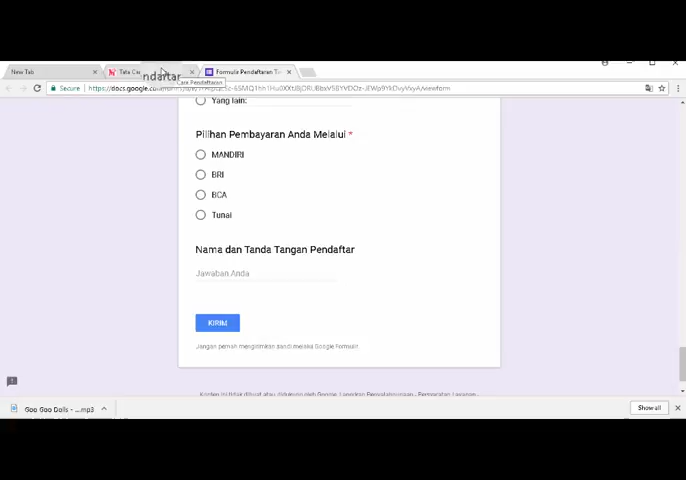 New Tab
Tata Ca
ndaftar
Formulir Pendaftaran
ara Pendaftaran
Secure
Yang lain:
Pilihan Pembayaran Anda Melalui *
MANDIRI
BRI
BCA
Tunai
Nama dan Tanda Tangan Pendaftar
Jawaban Anda
KIRIM
Jangan pernah mengirimkan sandi melalui Google Formulir.
Goo Goo Dolls - ....mp3
Show all